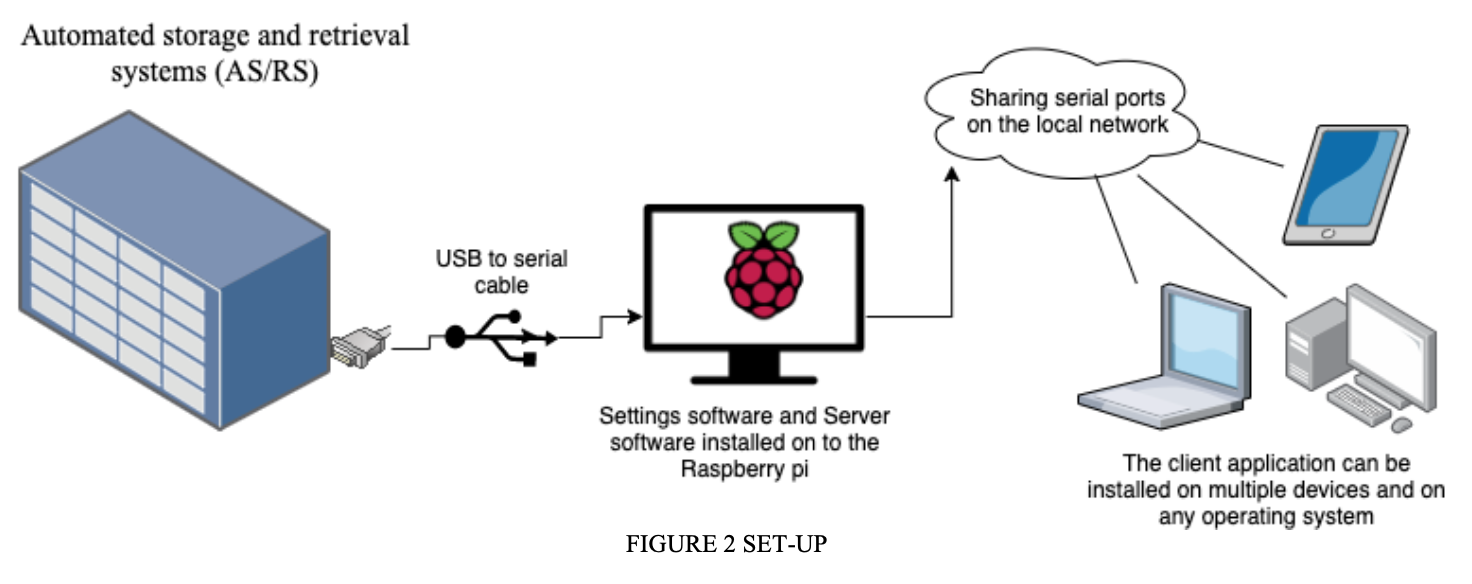 Automated storage and retrieval
systems (AS/RS)
Sharing serial ports
on the local network
USB to serial
cable
Settings software and Server
software installed on to the
Raspberry pi
The client application can be
installed on multiple devices and on
any operating system
FIGURE 2 SET-UP